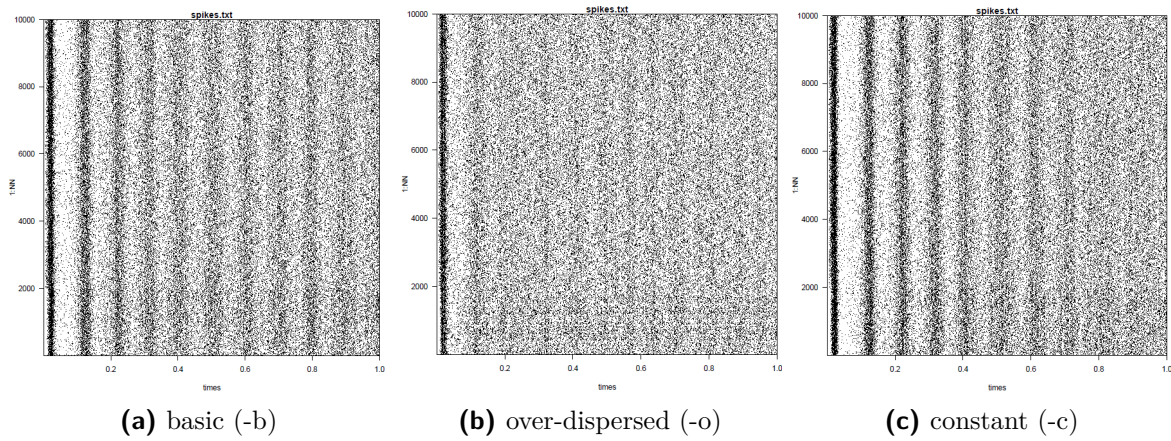 spikes.txt
10000
8000
6000
4000
2000
1:NN
0.2 0.4 0.6 0.8 1.0
times
(a) basic (-b)
spikes.txt
10000
8000
6000
4000
2000
1:NN
0.2 0.4 0.6 0.8 1.0
times
(b) over-dispersed (-o)
spikes.txt
10000
8000
6000
4000
2000
1:NN
0.2 0.4 0.6 0.8 1.0
times
(c) constant (-c)